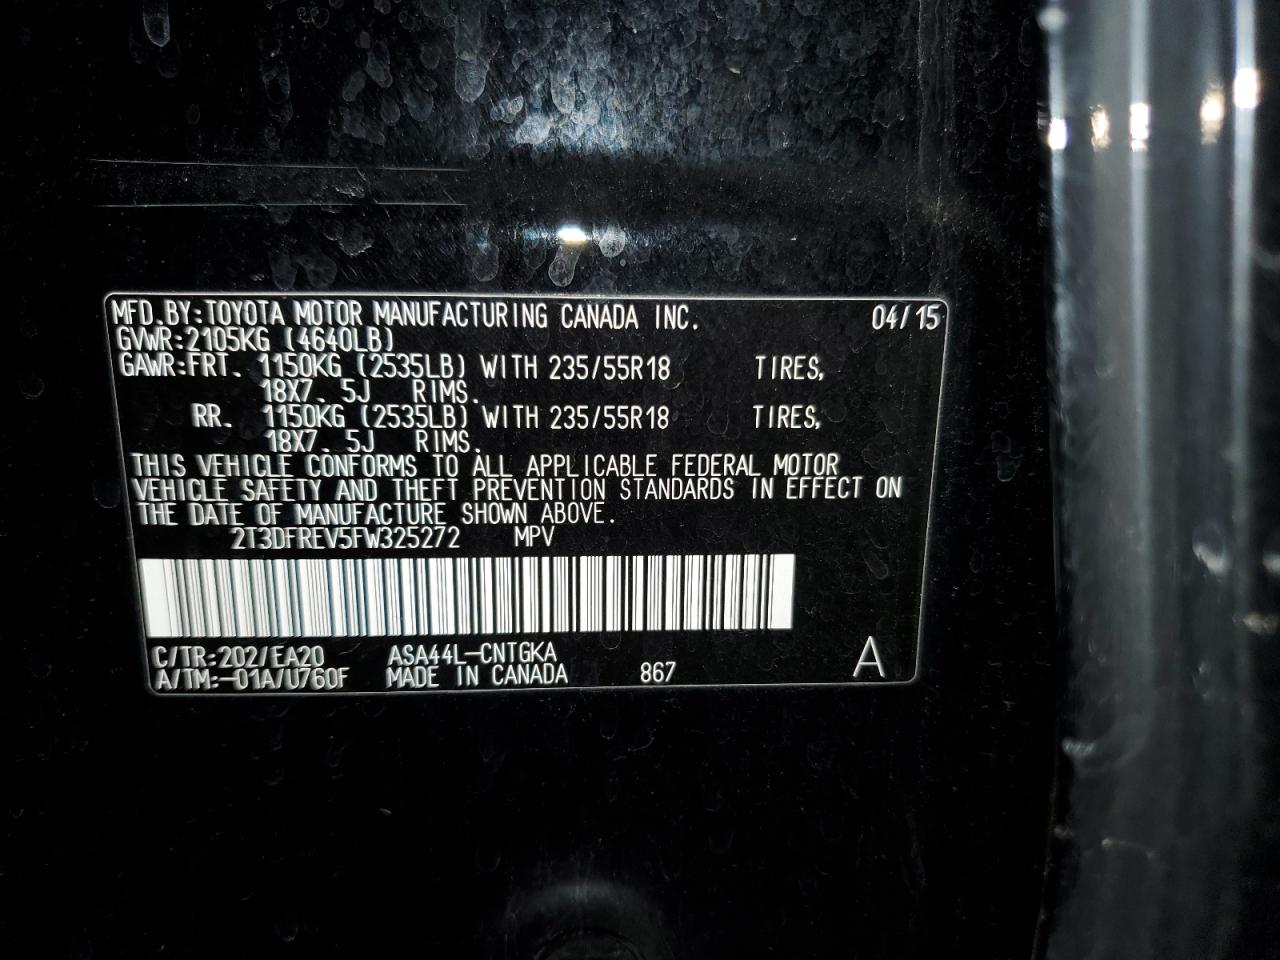 MFD.BY:TOYOTA MOTOR MANUFACTURING CANADA INC. 04/15
GVWR:2105KG (4640LB)
GAWR:FRT. 1150KG (2535LB) WITH 235/55R18 TIRES,
18X7.5J RIMS.
RR. 1150KG (2535LB) WITH 235/55R18 TIRES,
18X7.5J RIMS.
THIS VEHICLE CONFORMS TO ALL APPLICABLE FEDERAL MOTOR
VEHICLE SAFETY AND THEFT PREVENTION STANDARDS IN EFFECT ON
THE DATE OF MANUFACTURE SHOWN ABOVE.
2T3DFREV5FW325272 MPV
C/TR:202/EA20 ASA44L-CNTGKA
A/TM:-01A/U760F MADE IN CANADA 867 A